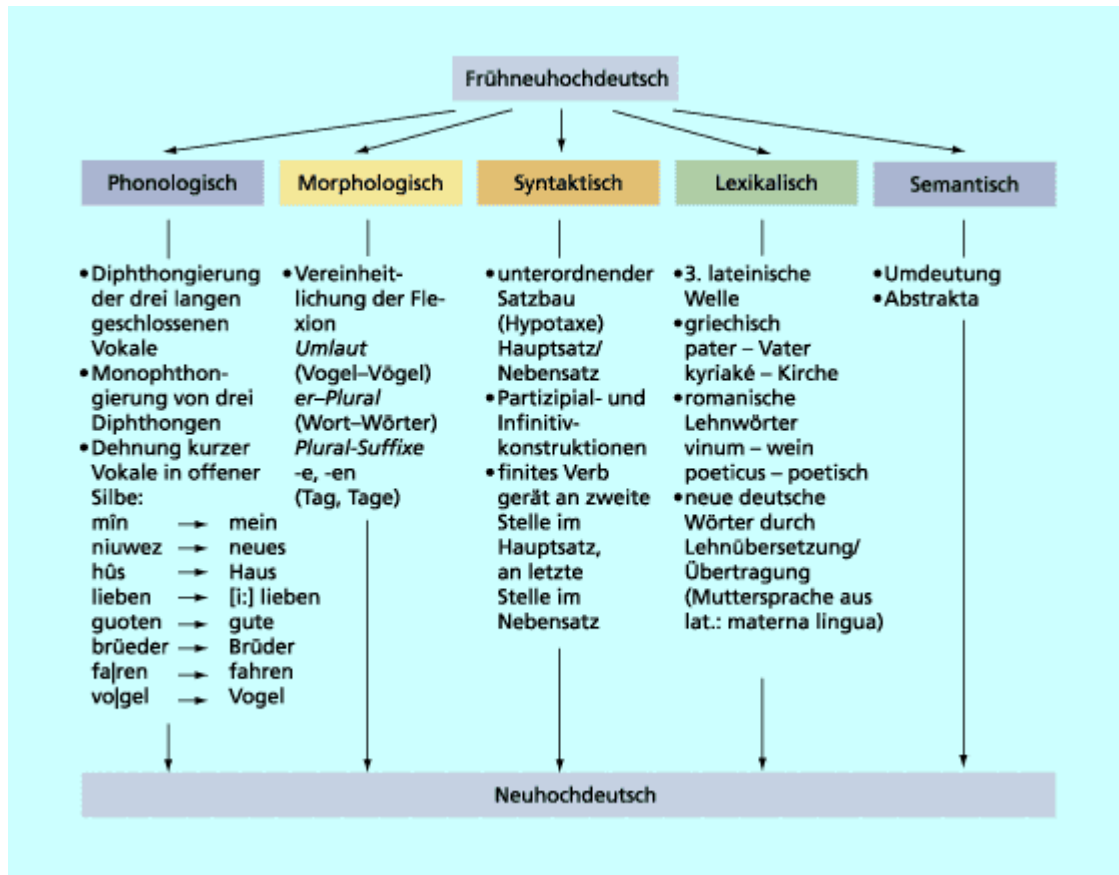 Frühneuhochdeutsch
Phonologisch
Morphologisch
Syntaktisch
Lexikalisch
Semantisch
•Diphthongierung
der drei langen
geschlossenen
Vokale
•Monophthon-
gierung von drei
Diphthongen
•Dehnung kurzer
Vokale in offener
Silbe:
mîn → mein
niuwez → neues
hûs → Haus
lieben → [i:] lieben
guoten → gute
brüeder → Brüder
fa|ren → fahren
vo|gel → Vogel
•Vereinheit-
lichung der Fle-
xion
Umlaut
(Vogel–Vögel)
er–Plural
(Wort–Wörter)
Plural-Suffixe
-e, -en
(Tag, Tage)
•unterordnender
Satzbau
(Hypotaxe)
Hauptsatz/
Nebensatz
•Partizipial- und
Infinitiv-
konstruktionen
•finites Verb
gerät an zweite
Stelle im
Hauptsatz,
an letzte
Stelle im
Nebensatz
•3. lateinische
Welle
•griechisch
pater – Vater
kyriaké – Kirche
•romanische
Lehnwörter
vinum – wein
poeticus – poetisch
•neue deutsche
Wörter durch
Lehnübersetzung/
Übertragung
(Muttersprache aus
lat.: materna lingua)
•Umdeutung
•Abstrakta
Neuhochdeutsch